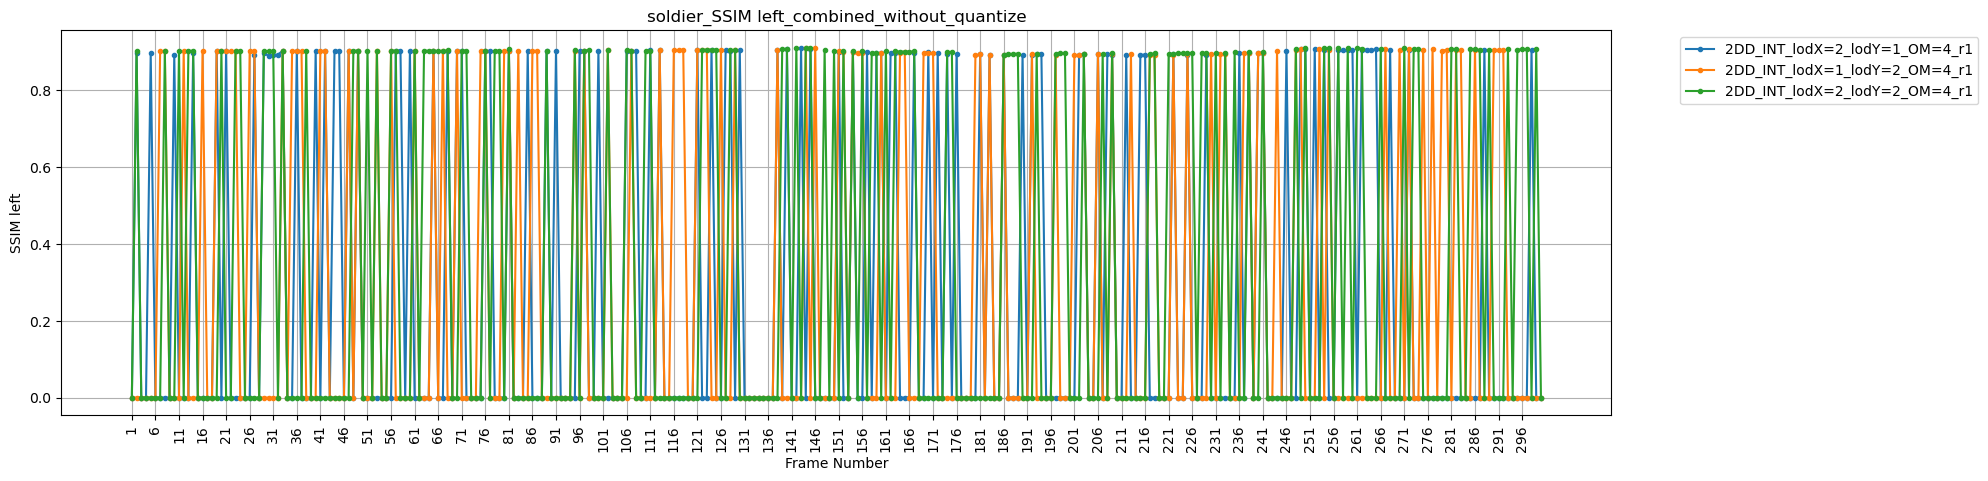 soldier_SSIM left_combined_without_quantize
2DD_INT_lodX=2_lodY=1_OM=4_r1
2DD_INT_lodX=1_lodY=2_OM=4_r1
2DD_INT_lodX=2_lodY=2_OM=4_r1
SSIM left
0.8
0.6
0.4
0.2
0.0
1 6 11 16 21 26 31 36 41 46 51 56 61 66 71 76 81 86 91 96 101 106 111 116 121 126 131 136 141 146 151 156 161 166 171 176 181 186 191 196 201 206 211 216 221 226 231 236 241 246 251 256 261 266 271 276 281 286 291 296
Frame Number